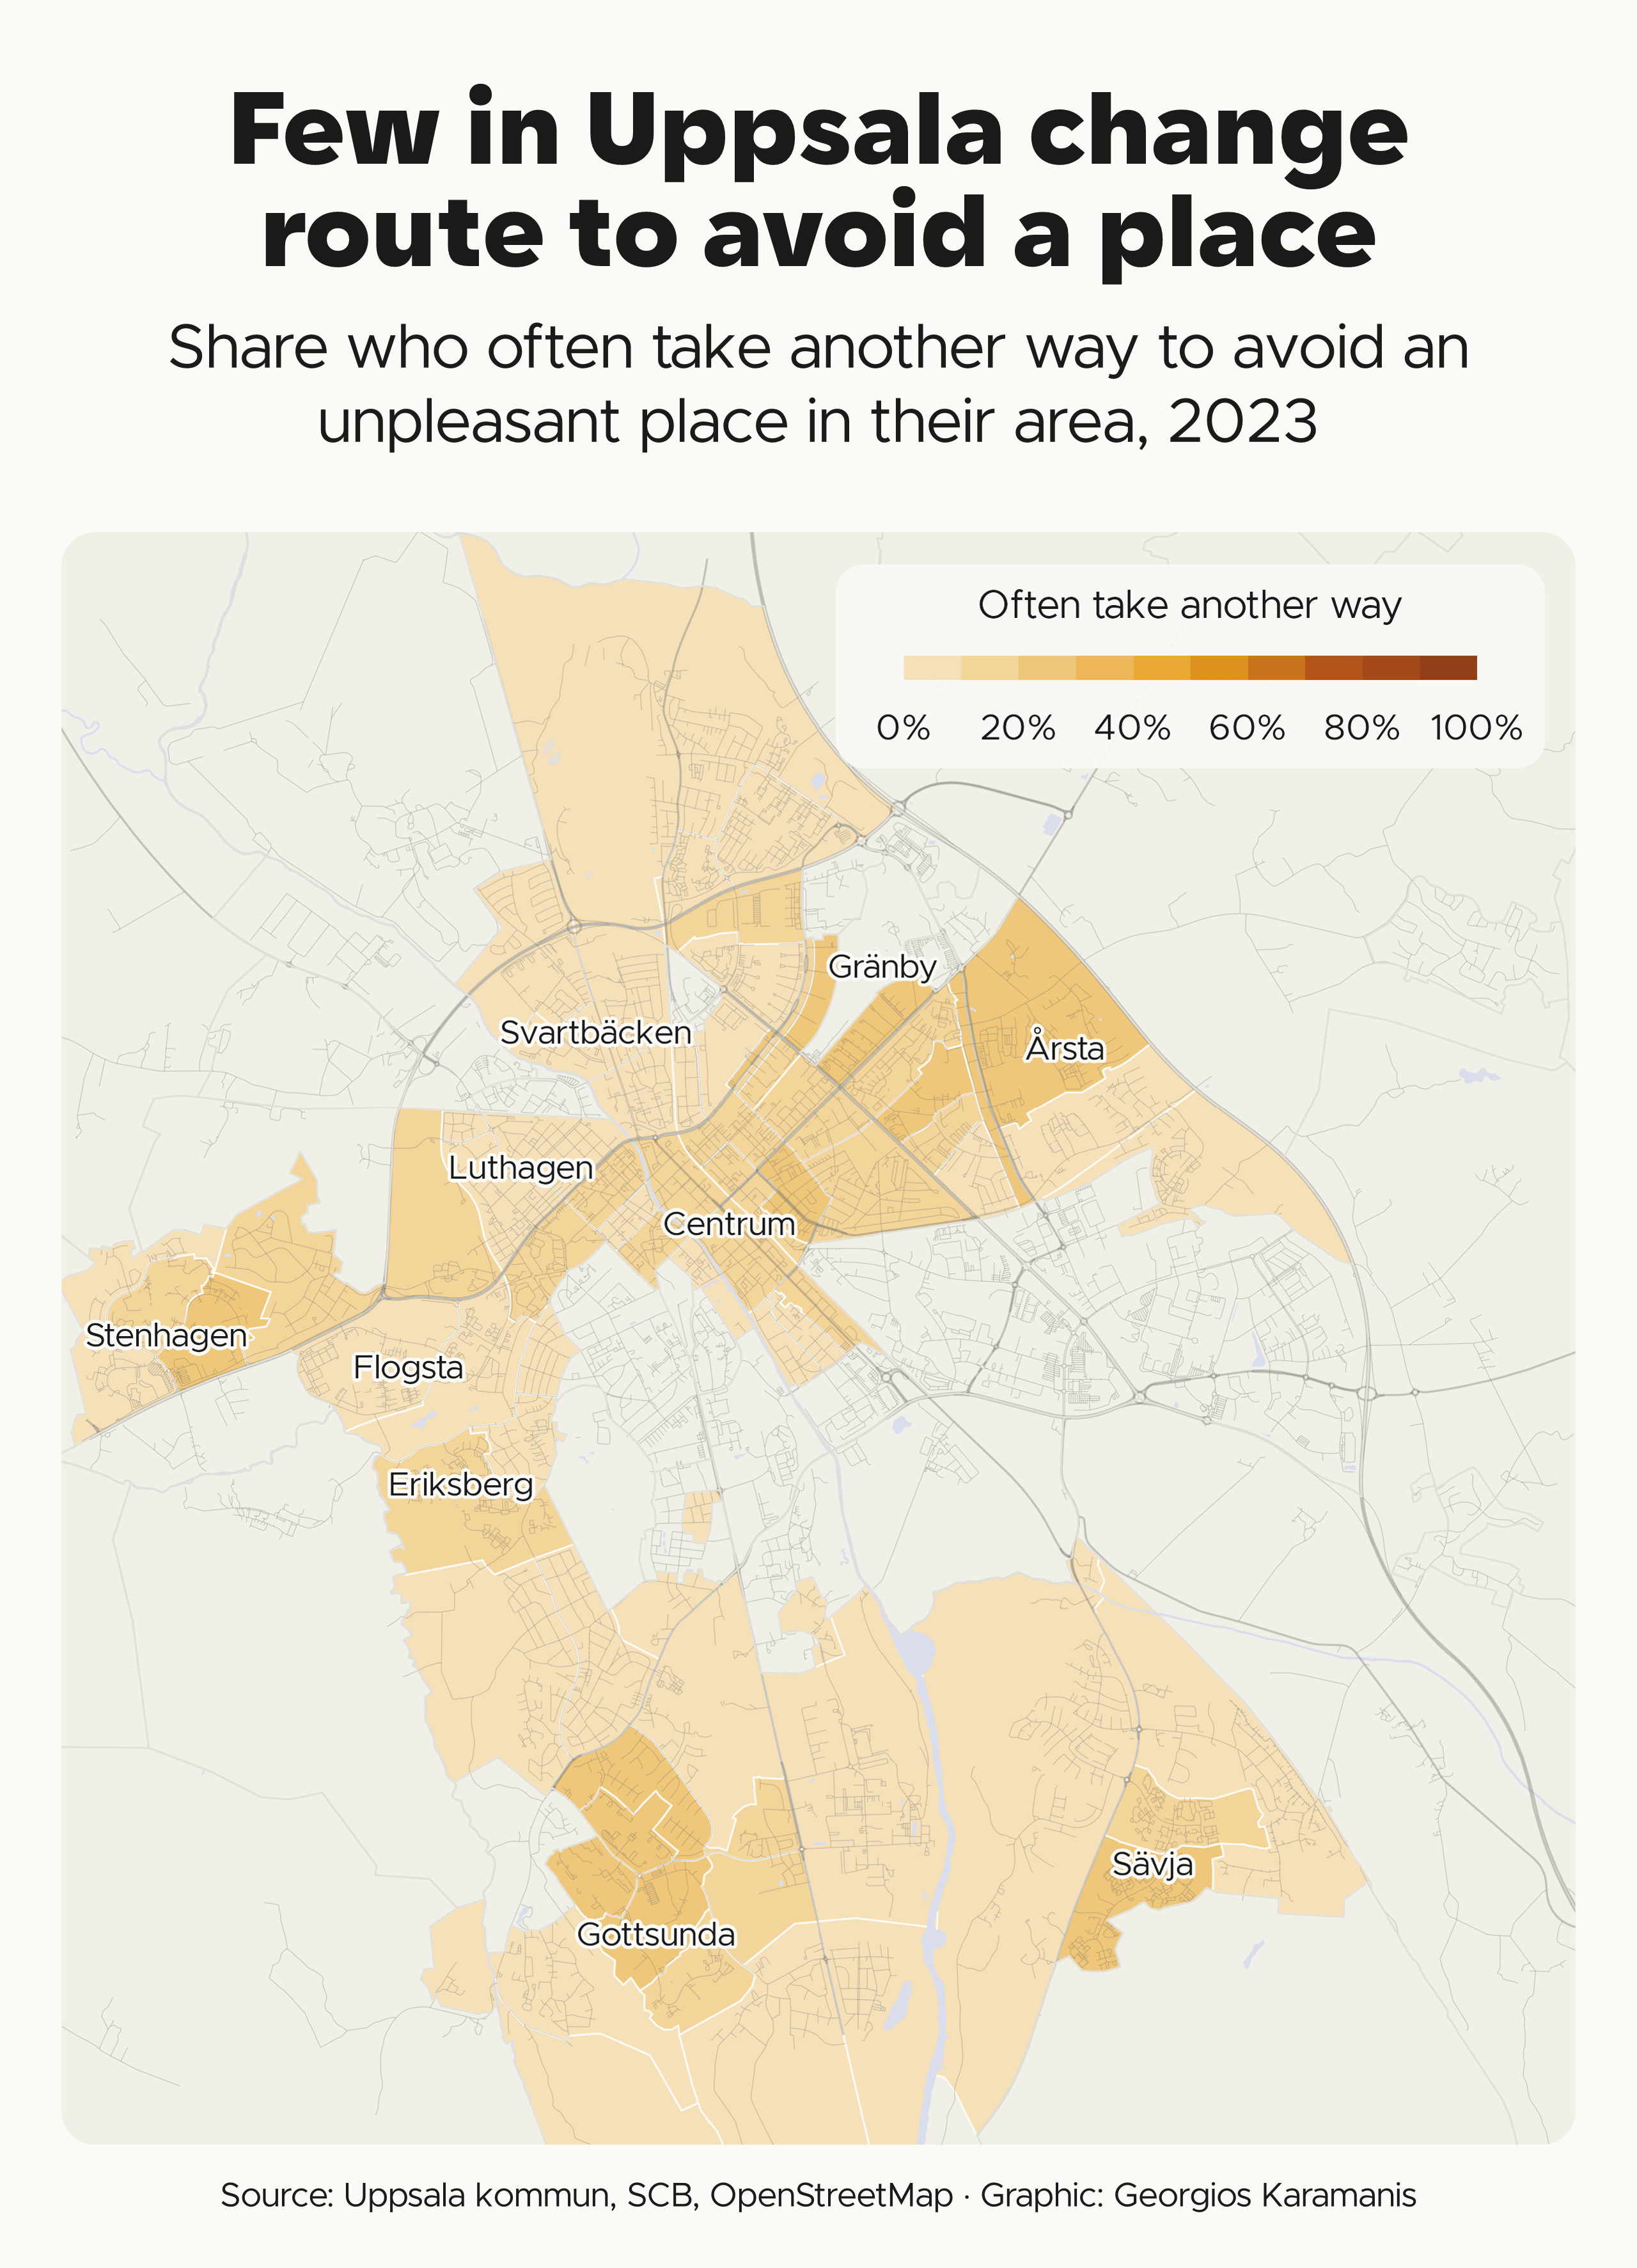 Few in Uppsala change
route to avoid a place
Share who often take another way to avoid an
unpleasant place in their area, 2023
Often take another way
0% 20% 40% 60% 80% 100%
Gränby
Svartbäcken
Årsta
Luthagen
Centrum
Stenhagen
Flogsta
Eriksberg
Sävja
Gottsunda
Source: Uppsala kommun, SCB, OpenStreetMap · Graphic: Georgios Karamanis